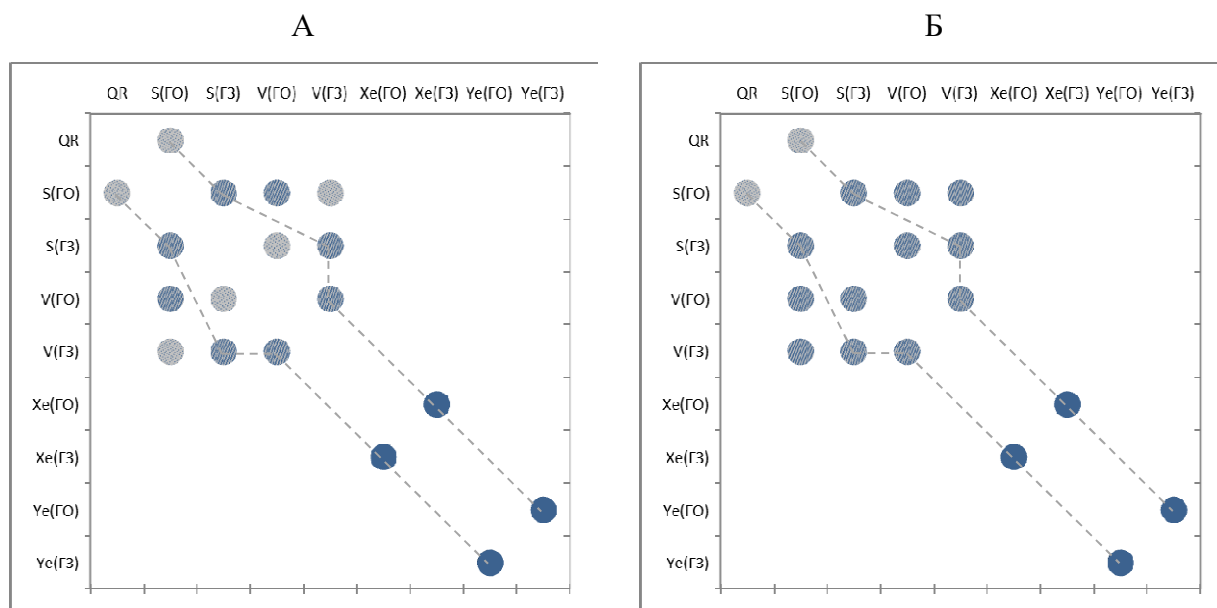 А Б
QR S(ГО) S(ГЗ) V(ГО) V(ГЗ) Xe(ГО) Xe(ГЗ) Ye(ГО) Ye(ГЗ)
QR
S(ГО)
S(ГЗ)
V(ГО)
V(ГЗ)
Xe(ГО)
Xe(ГЗ)
Ye(ГО)
Ye(ГЗ)
QR S(ГО) S(ГЗ) V(ГО) V(ГЗ) Xe(ГО) Xe(ГЗ) Ye(ГО) Ye(ГЗ)
QR
S(ГО)
S(ГЗ)
V(ГО)
V(ГЗ)
Xe(ГО)
Xe(ГЗ)
Ye(ГО)
Ye(ГЗ)